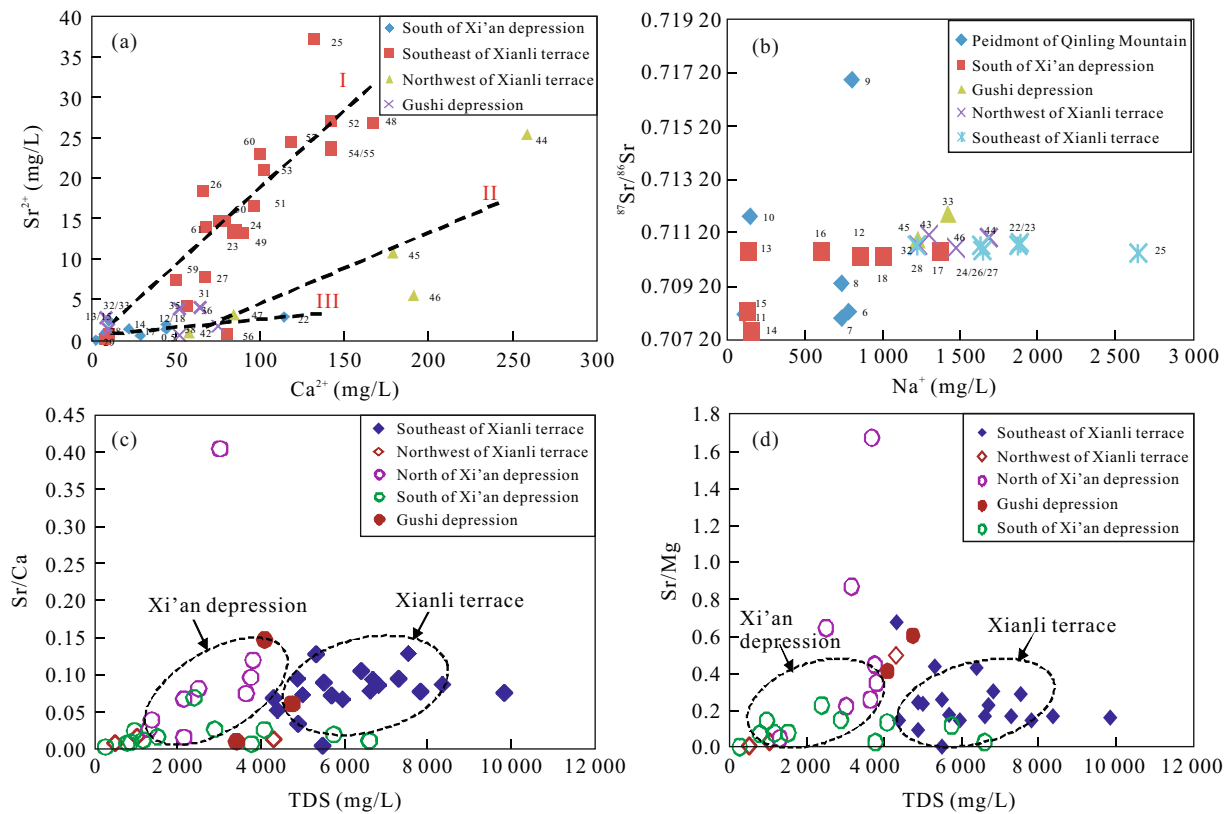 (a)
South of Xi’an depression
Southeast of Xianli terrace
Northwest of Xianli terrace
Gushi depression
I
II
III
40
35
30
25
20
15
10
5
0
Sr²⁺ (mg/L)
25
52
48
60
54/55
53
44
26
51
61
50
24
23
49
59
27
45
31
35
36
46
32/33
13/15
14
12/18
47
22
42
56
0
50
100
150
200
250
300
Ca²⁺ (mg/L)
(b)
Peidmont of Qinling Mountain
South of Xi’an depression
Gushi depression
Northwest of Xianli terrace
Southeast of Xianli terrace
0.719 20
0.717 20
0.715 20
0.713 20
0.711 20
0.709 20
0.707 20
⁸⁷Sr/⁸⁶Sr
9
10
13
16
12
18
45
43
33
32
28
17
46
44
24/26/27
22/23
25
8
6
7
15
11
14
0
500
1 000
1 500
2 000
2 500
3 000
Na⁺ (mg/L)
(c)
Southeast of Xianli terrace
Northwest of Xianli terrace
North of Xi’an depression
South of Xi’an depression
Gushi depression
Xi’an depression
Xianli terrace
0.45
0.40
0.35
0.30
0.25
0.20
0.15
0.10
0.05
0.00
Sr/Ca
0
2 000
4 000
6 000
8 000
10 000
12 000
TDS (mg/L)
(d)
Southeast of Xianli terrace
Northwest of Xianli terrace
North of Xi’an depression
Gushi depression
South of Xi’an depression
Xi’an
depression
Xianli terrace
1.8
1.6
1.4
1.2
1.0
0.8
0.6
0.4
0.2
0.0
Sr/Mg
0
2 000
4 000
6 000
8 000
10 000
12 000
TDS (mg/L)